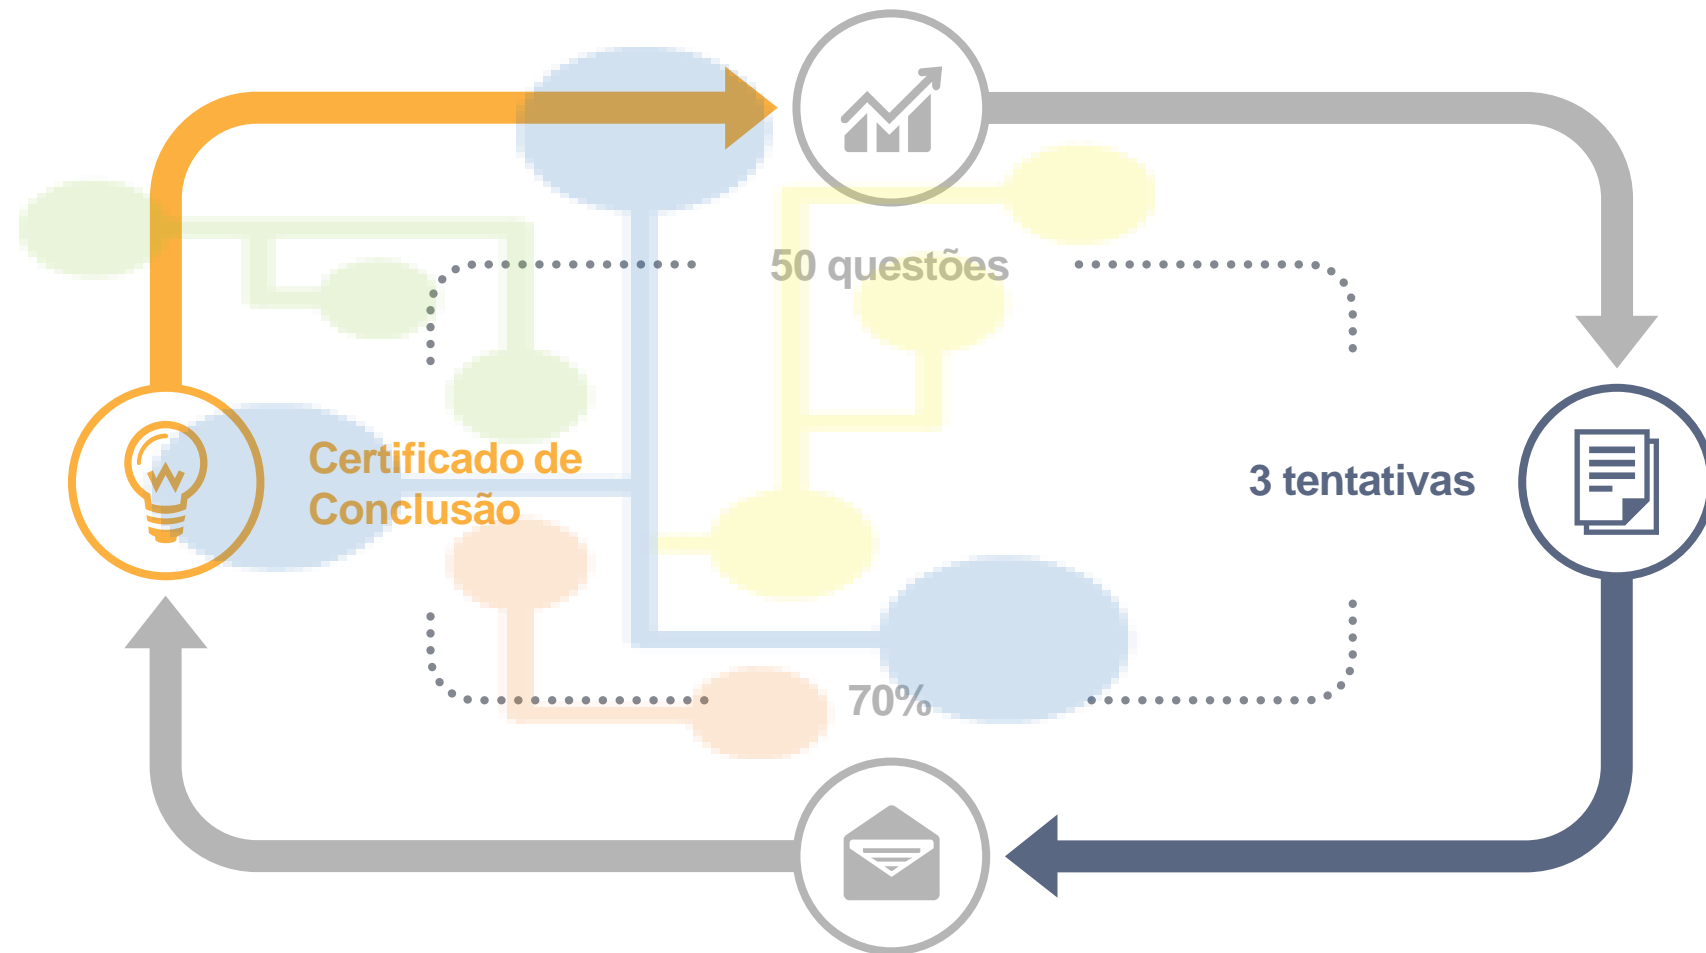 50 questões
Certificado de
Conclusão
3 tentativas
70%